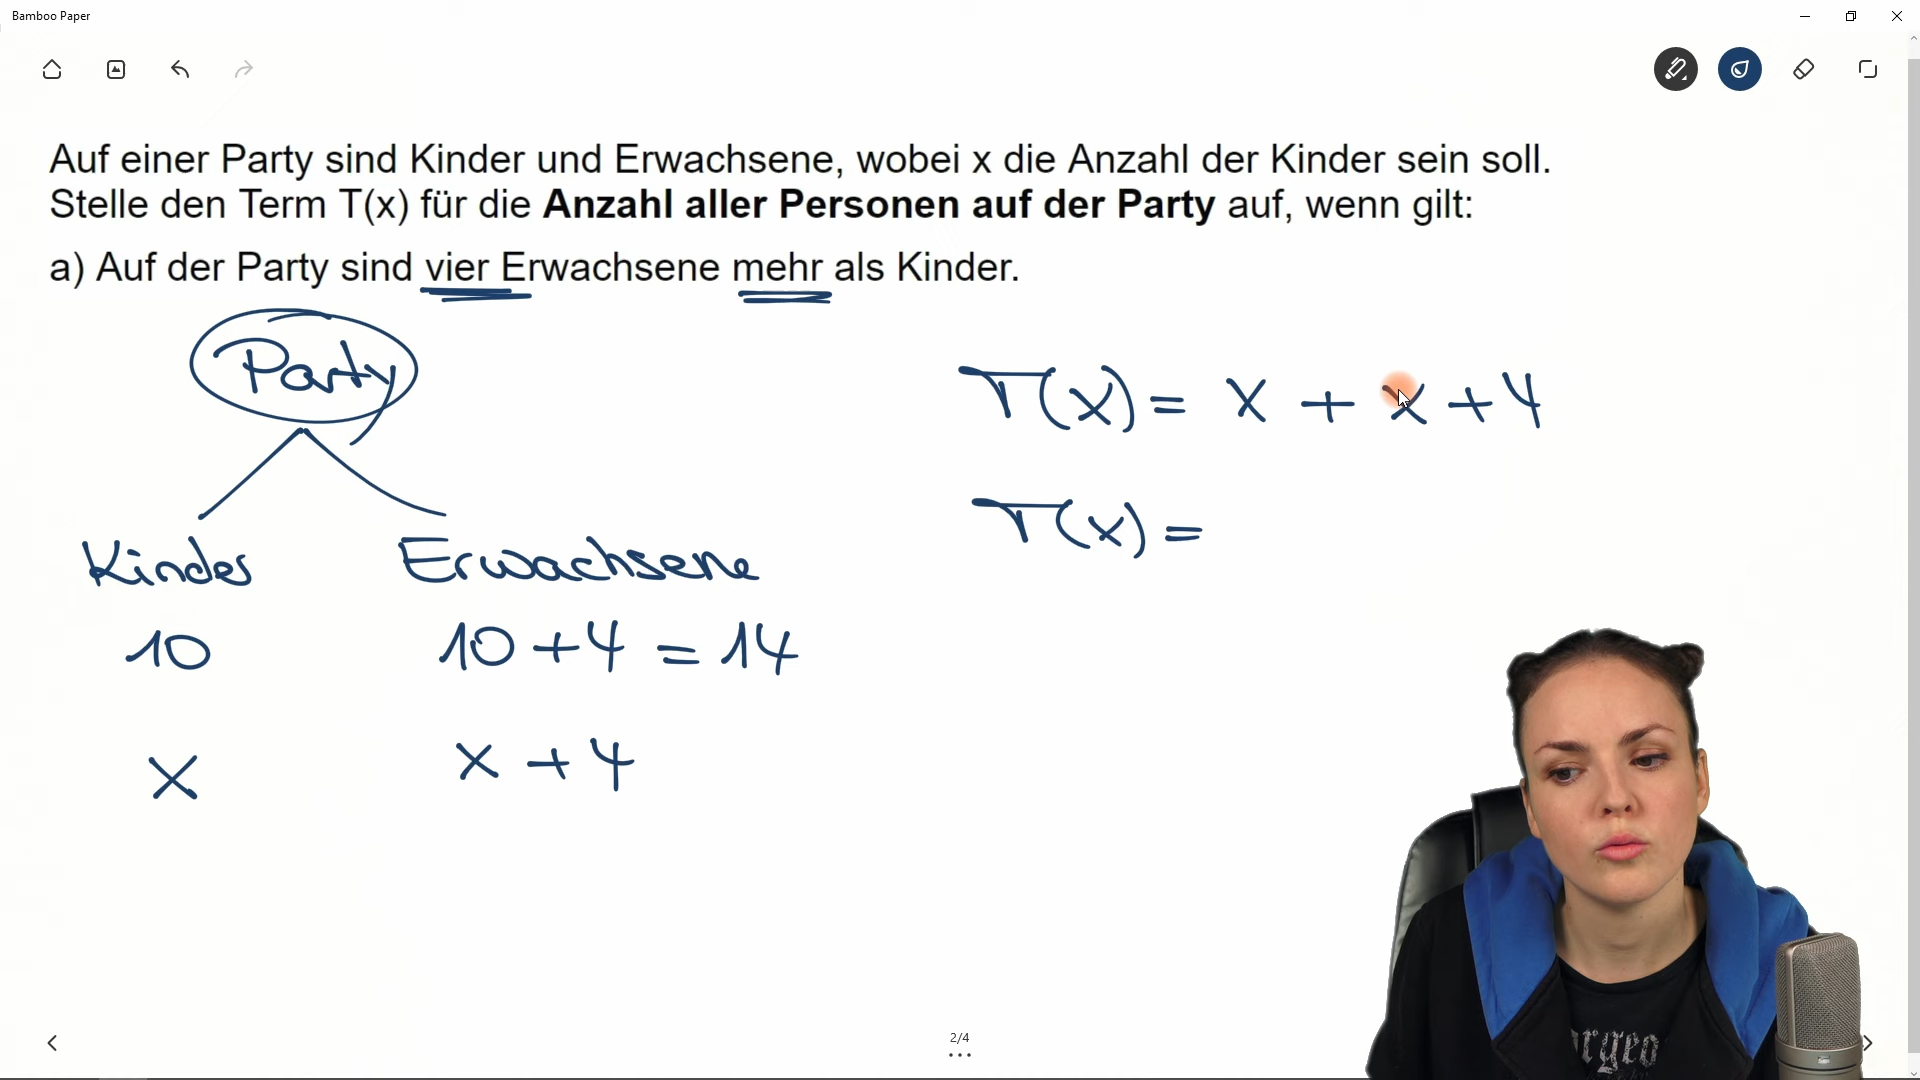 Bamboo Paper
Auf einer Party sind Kinder und Erwachsene, wobei x die Anzahl der Kinder sein soll.
Stelle den Term T(x) für die Anzahl aller Personen auf der Party auf, wenn gilt:
a) Auf der Party sind vier Erwachsene mehr als Kinder.
Party
T(x) = x + x + 4
T(x) =
Kinder Erwachsene
10 10 + 4 = 14
x x + 4
2/4